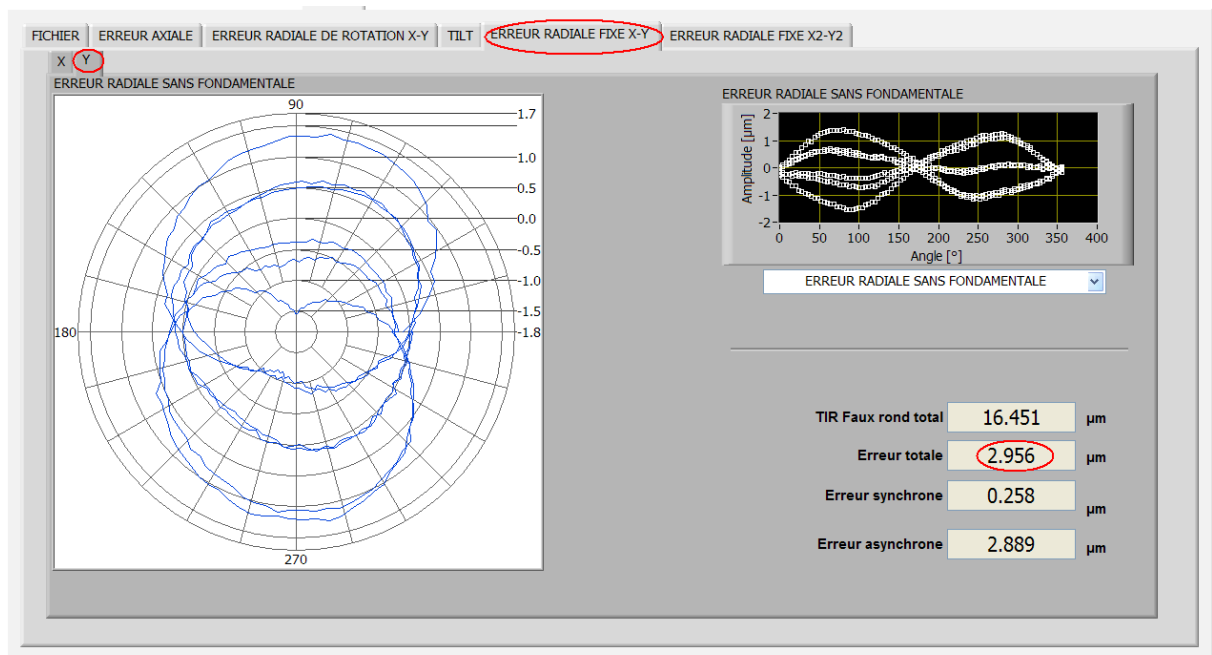 FICHIER ERREUR AXIALE ERREUR RADIALE DE ROTATION X-Y TILT ERREUR RADIALE FIXE X-Y ERREUR RADIALE FIXE X2-Y2
X Y
ERREUR RADIALE SANS FONDAMENTALE
90
1.7
1.0
0.5
0.0
-0.5
-1.0
-1.5
-1.8
180
270
ERREUR RADIALE SANS FONDAMENTALE
Amplitude [µm]
2
1
0
-1
-2
0 50 100 150 200 250 300 350 400
Angle [°]
ERREUR RADIALE SANS FONDAMENTALE
TIR Faux rond total 16.451 µm
Erreur totale 2.956 µm
Erreur synchrone 0.258 µm
Erreur asynchrone 2.889 µm